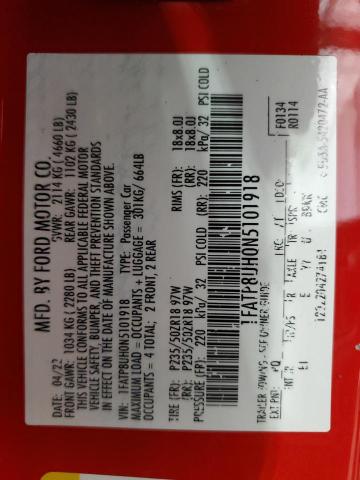 MFD. BY FORD MOTOR CO.
DATE: 04/22 GVWR: 2114 KG (4660 LB)
FRONT GAWR: 1034 KG (2280 LB) REAR GAWR: 1102 KG (2430 LB)
THIS VEHICLE CONFORMS TO ALL APPLICABLE FEDERAL MOTOR
VEHICLE SAFETY, BUMPER, AND THEFT PREVENTION STANDARDS
IN EFFECT ON THE DATE OF MANUFACTURE SHOWN ABOVE.
VIN: 1FATP8UH0N5101918 TYPE: Passenger Car
MAXIMUM LOAD = OCCUPANTS + LUGGAGE = 301KG/ 664LB
OCCUPANTS = 4 TOTAL; 2 FRONT, 2 REAR
TIRE (FR): P235/50ZR18 97W RIMS (FR): 18x8.0J
(RR): P235/50ZR18 97W (RR): 18x8.0J
PRESSURE (FR): 220 kPa/ 32 PSI COLD (RR): 220 kPa/ 32 PSI COLD
1FATP8UH0N5101918
F0134
R0114
TRAILER TOWING - SEE OWNER GUIDE
EXT PNT: PQ